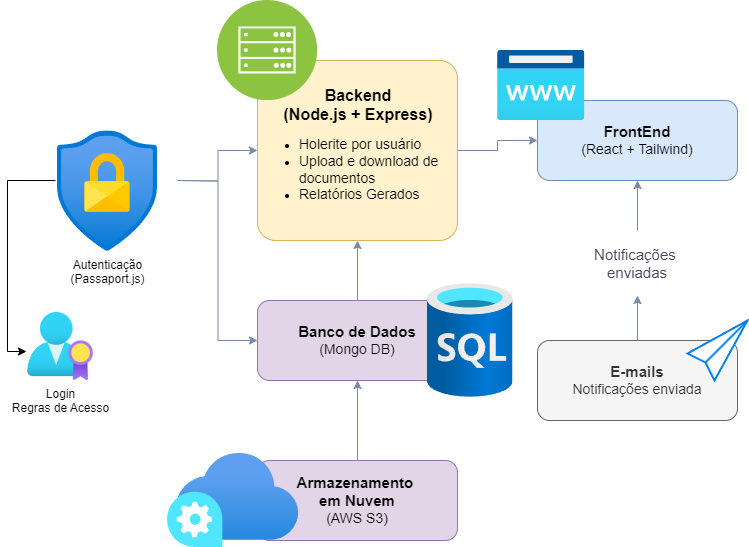 Backend
(Node.js + Express)
Holerite por usuário
Upload e download de
documentos
Relatórios Gerados
WWW
FrontEnd
(React + Tailwind)
Autenticação
(Passaport.js)
Notificações
enviadas
Banco de Dados
(Mongo DB)
SQL
E-mails
Notificações enviada
Login
Regras de Acesso
Armazenamento
em Nuvem
(AWS S3)